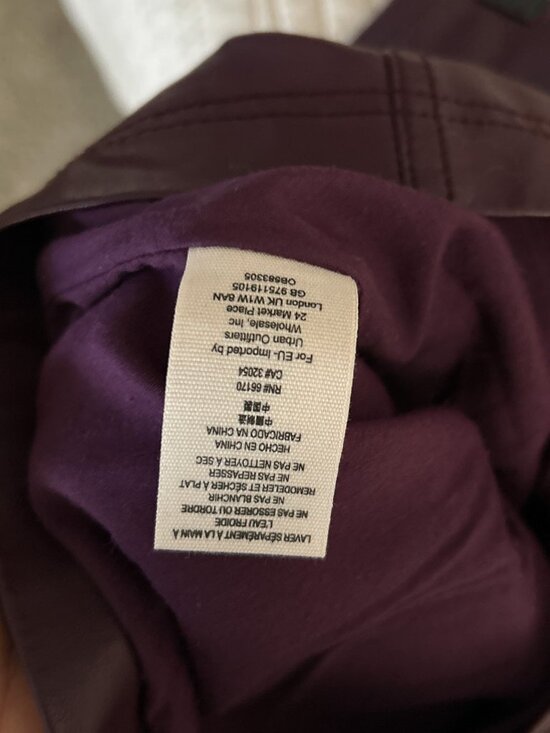 LAVER SÉPARÉMENT À LA MAIN À
L'EAU FROIDE
NE PAS ESSORER OU TORDRE
NE PAS BLANCHIR
REMODELER ET SÉCHER À PLAT
NE PAS REPASSER
NE PAS NETTOYER À SEC
HECHO EN CHINA
FABRICADO NA CHINA
中國制造
中国製
RN# 66170
CA# 32054
For EU- Imported by
Urban Outfitters
Wholesale, Inc
24 Market Place
London UK W1W 8AN
GB 975119105
OB583305